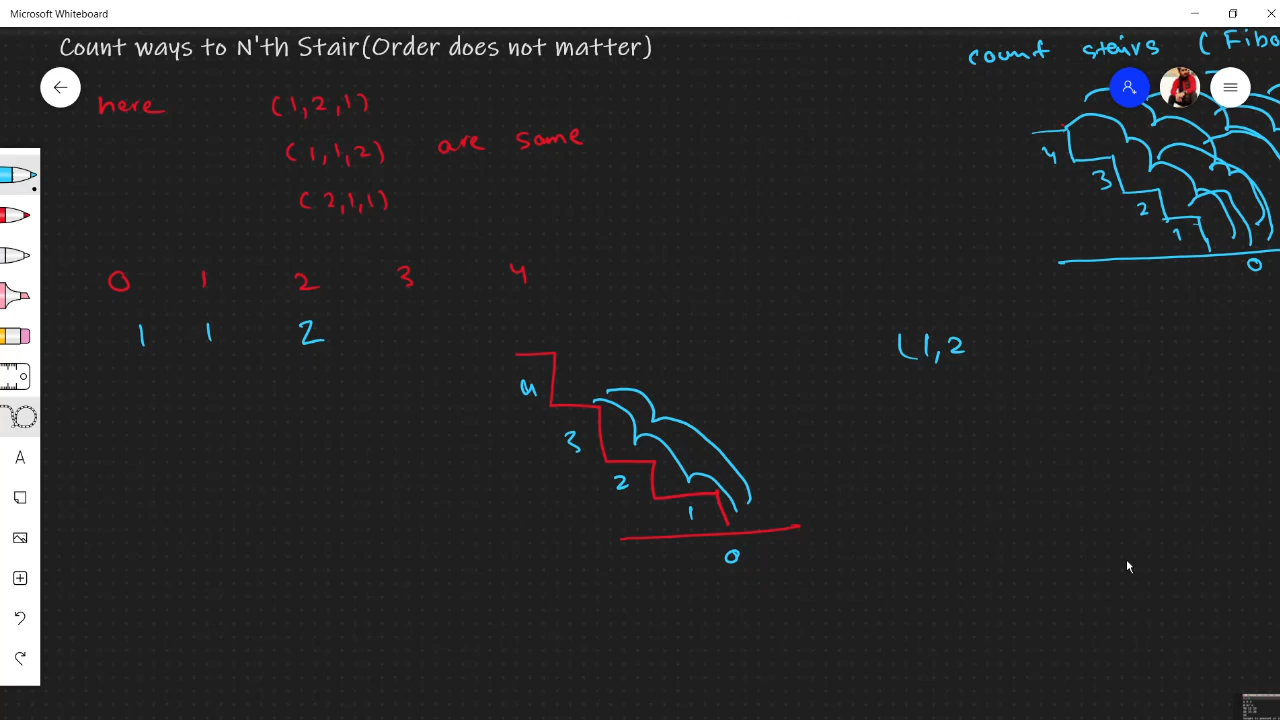 Microsoft Whiteboard
Count ways to N'th Stair(Order does not matter)
count stairs (Fibo
here (1,2,1)
(1,1,2) are same
(2,1,1)
4
3
2
1
0
0 1 2 3 4
1 1 2
(1,2
4
3
2
1
0
A